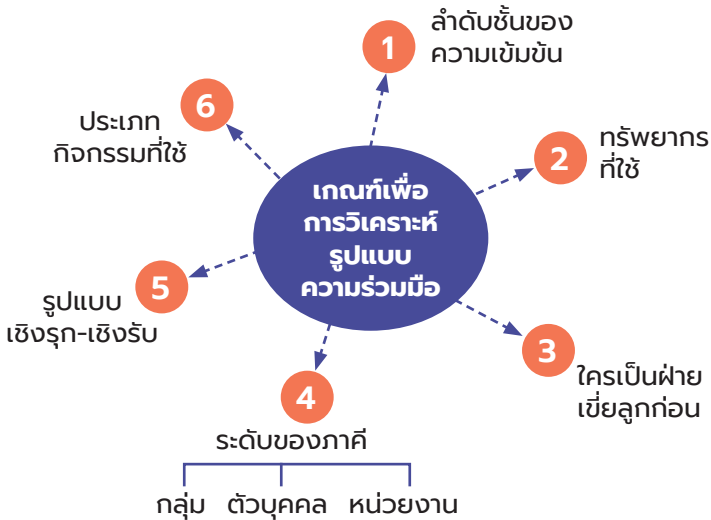 เกณฑ์เพื่อ
การวิเคราะห์
รูปแบบ
ความร่วมมือ
1
ลำดับชั้นของ
ความเข้มข้น
2
ทรัพยากร
ที่ใช้
3
ใครเป็นฝ่าย
เขี่ยลูกก่อน
4
ระดับของภาคี
กลุ่ม ตัวบุคคล หน่วยงาน
5
รูปแบบ
เชิงรุก-เชิงรับ
6
ประเภท
กิจกรรมที่ใช้